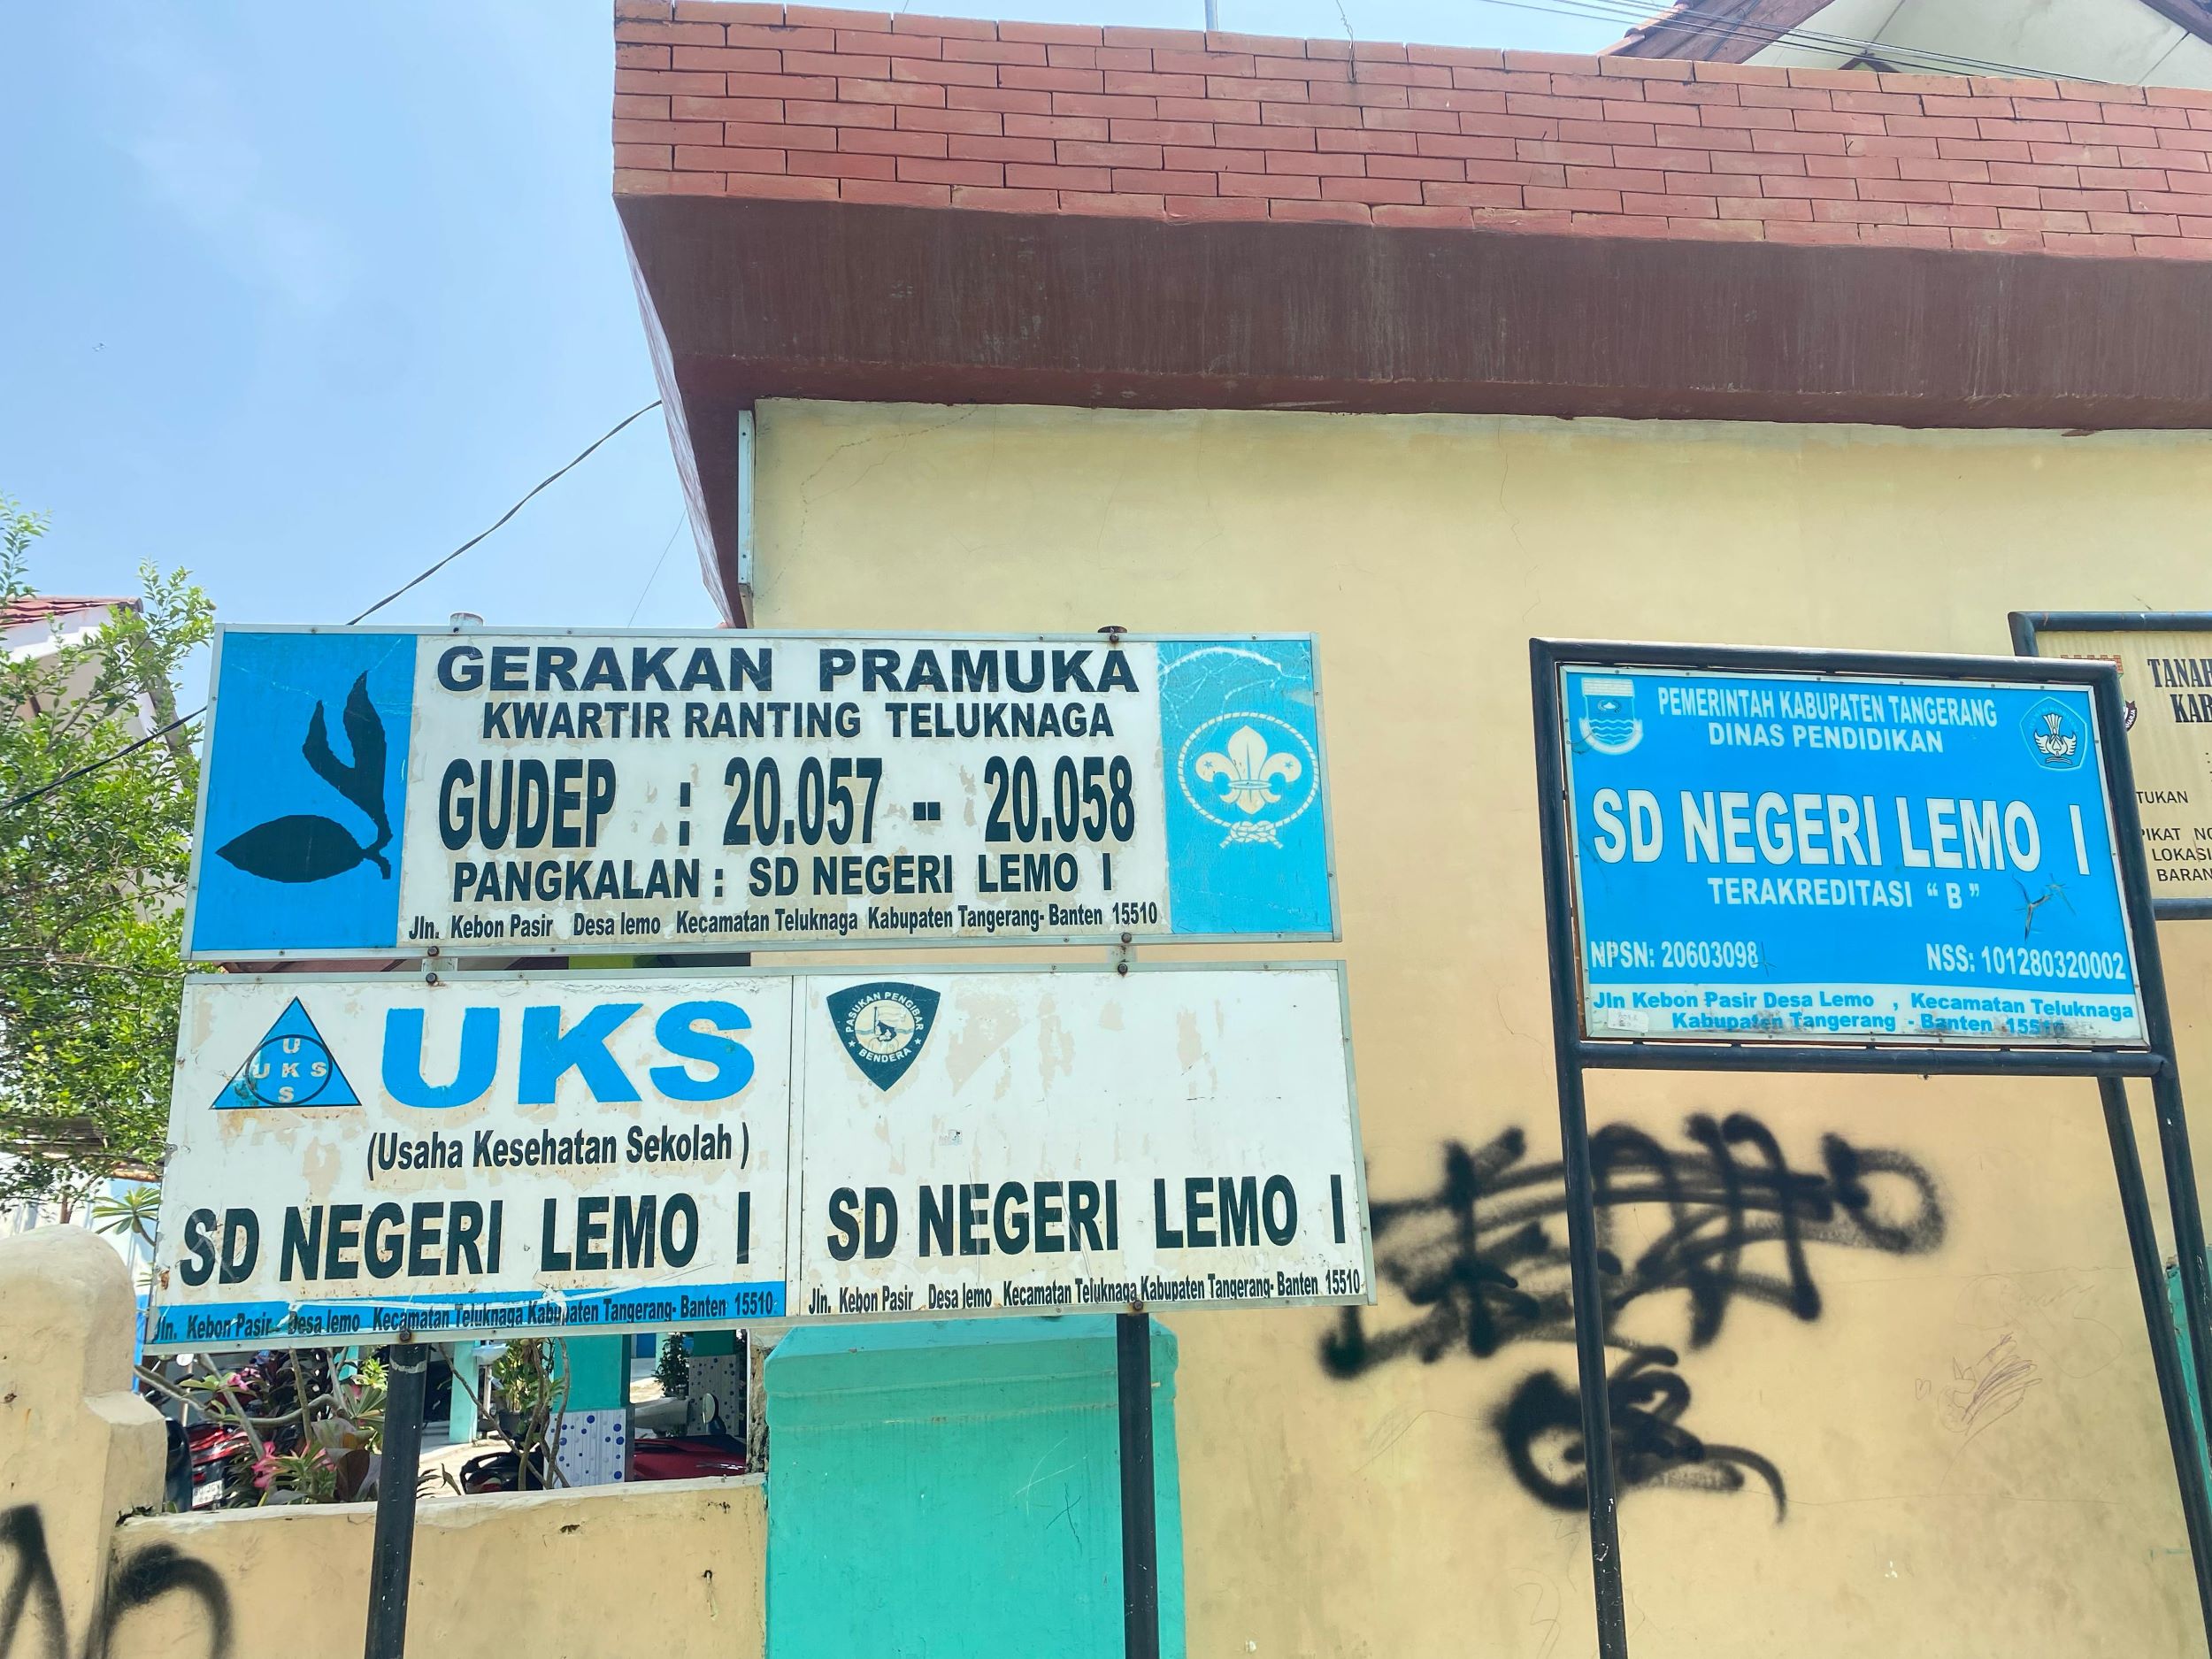 GERAKAN PRAMUKA
KWARTIR RANTING TELUKNAGA
GUDEP : 20.057 - 20.058
PANGKALAN : SD NEGERI LEMO I
Jln. Kebon Pasir Desa lemo Kecamatan Teluknaga Kabupaten Tangerang- Banten 15510
U
UKS
S
UKS
(Usaha Kesehatan Sekolah )
SD NEGERI LEMO I
Jln. Kebon Pasir Desa lemo Kecamatan Teluknaga Kabupaten Tangerang- Banten 15510
PASUKAN PENGIBAR
BENDERA
SD NEGERI LEMO I
Jln. Kebon Pasir Desa lemo Kecamatan Teluknaga Kabupaten Tangerang- Banten 15510
PEMERINTAH KABUPATEN TANGERANG
DINAS PENDIDIKAN
SD NEGERI LEMO I
TERAKREDITASI “ B ”
NPSN: 20603098 NSS: 101280320002
Jln Kebon Pasir Desa Lemo , Kecamatan Teluknaga
Kabupaten Tangerang - Banten
TANAH
KAR
TUKAN
PIKAT NO
LOKASI
BARAN